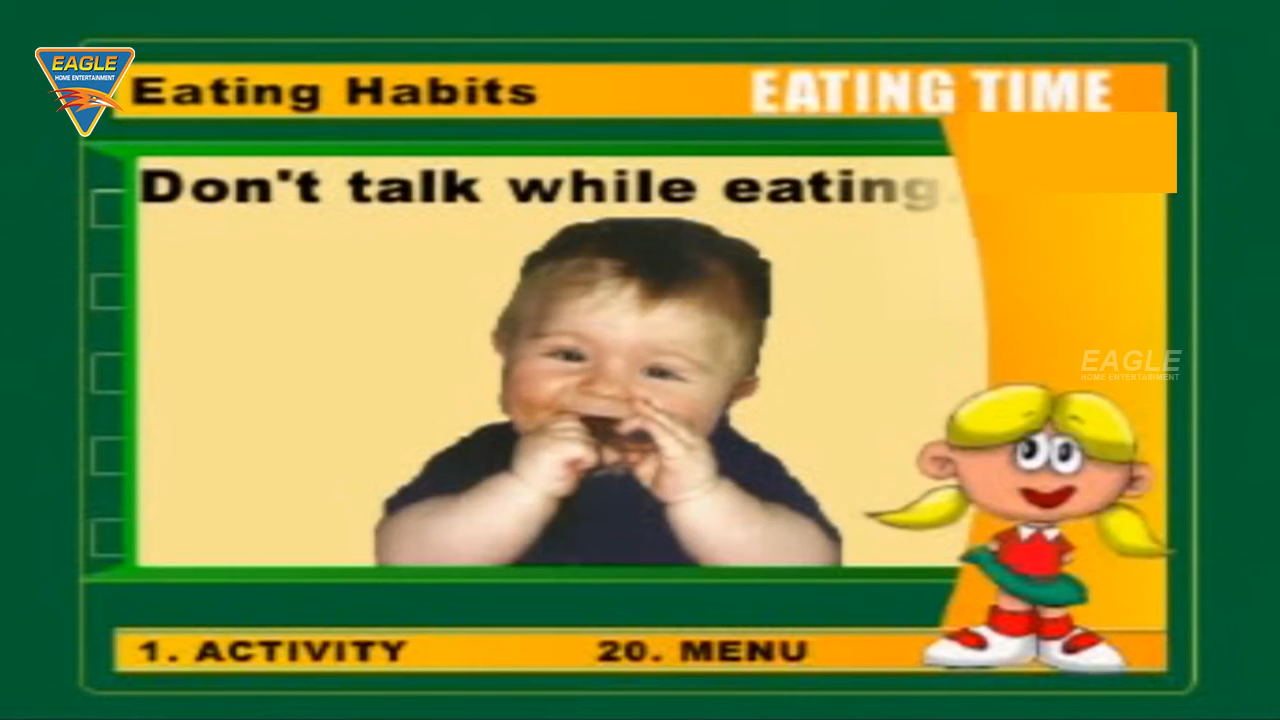 EAGLE
HOME ENTERTAINMENT
Eating Habits
EATING TIME
Don't talk while eating.
EAGLE
HOME ENTERTAINMENT
1. ACTIVITY
20. MENU